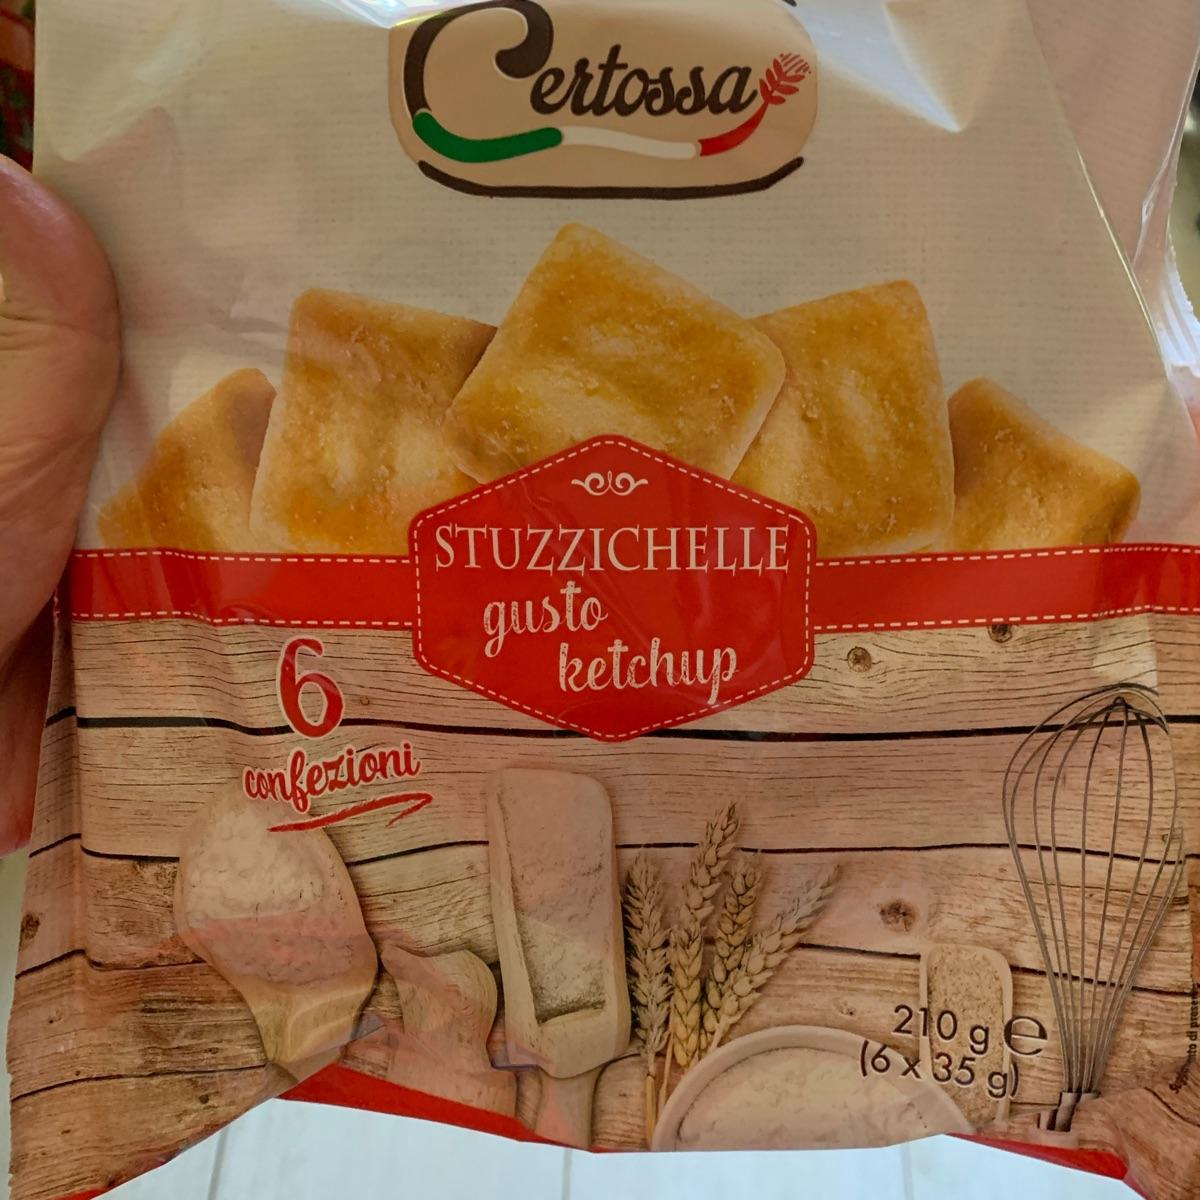 Certossa
STUZZICHELLE
gusto
ketchup
6
confezioni
210 g e
(6 x 35 g)